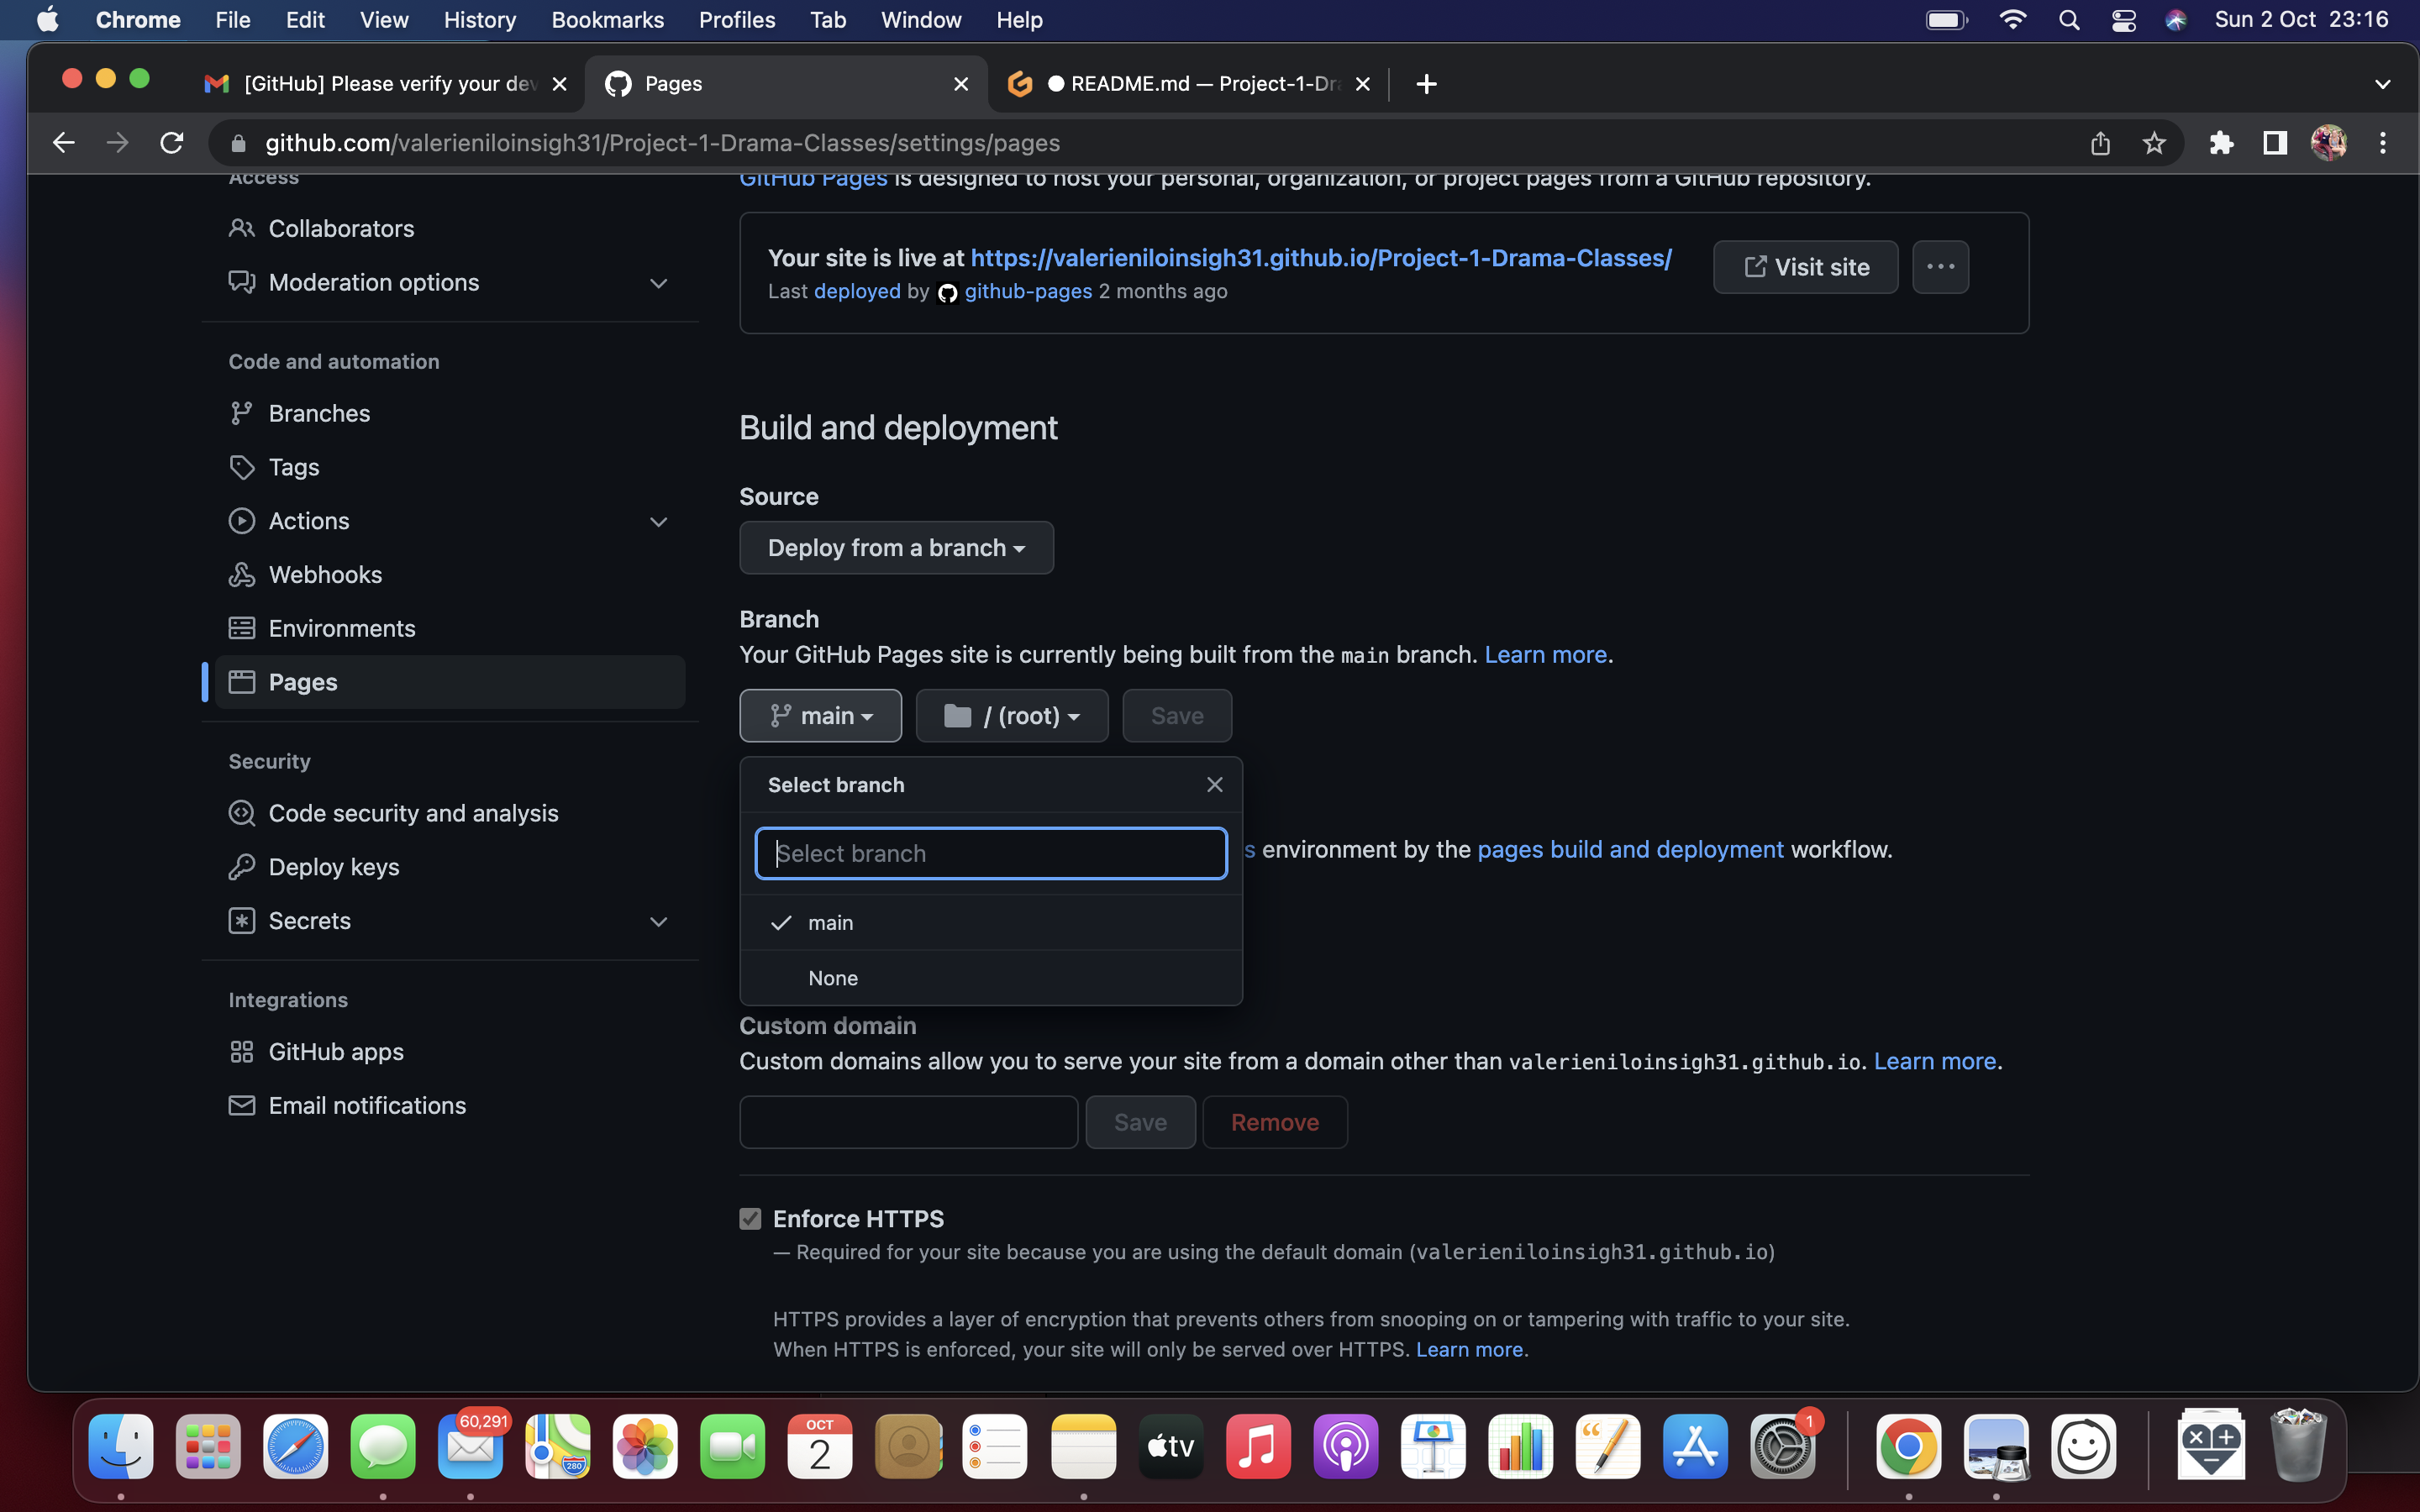 Chrome File Edit View History Bookmarks Profiles Tab Window Help Sun 2 Oct 23:16
[GitHub] Please verify your dev
Pages
README.md — Project-1-Dra
github.com/valerieniloinsigh31/Project-1-Drama-Classes/settings/pages
Access
Collaborators
Moderation options
Code and automation
Branches
Tags
Actions
Webhooks
Environments
Pages
Security
Code security and analysis
Deploy keys
Secrets
Integrations
GitHub apps
Email notifications
GitHub Pages is designed to host your personal, organization, or project pages from a GitHub repository.
Your site is live at https://valerieniloinsigh31.github.io/Project-1-Drama-Classes/
Last deployed by github-pages 2 months ago
Visit site
Build and deployment
Source
Deploy from a branch
Branch
Your GitHub Pages site is currently being built from the main branch. Learn more.
main
/ (root)
Save
Select branch
Select branch
main
None
s environment by the pages build and deployment workflow.
Custom domain
Custom domains allow you to serve your site from a domain other than valerieniloinsigh31.github.io. Learn more.
Save
Remove
Enforce HTTPS
— Required for your site because you are using the default domain (valerieniloinsigh31.github.io)
HTTPS provides a layer of encryption that prevents others from snooping on or tampering with traffic to your site.
When HTTPS is enforced, your site will only be served over HTTPS. Learn more.
60,291
280
OCT
2
tv
1